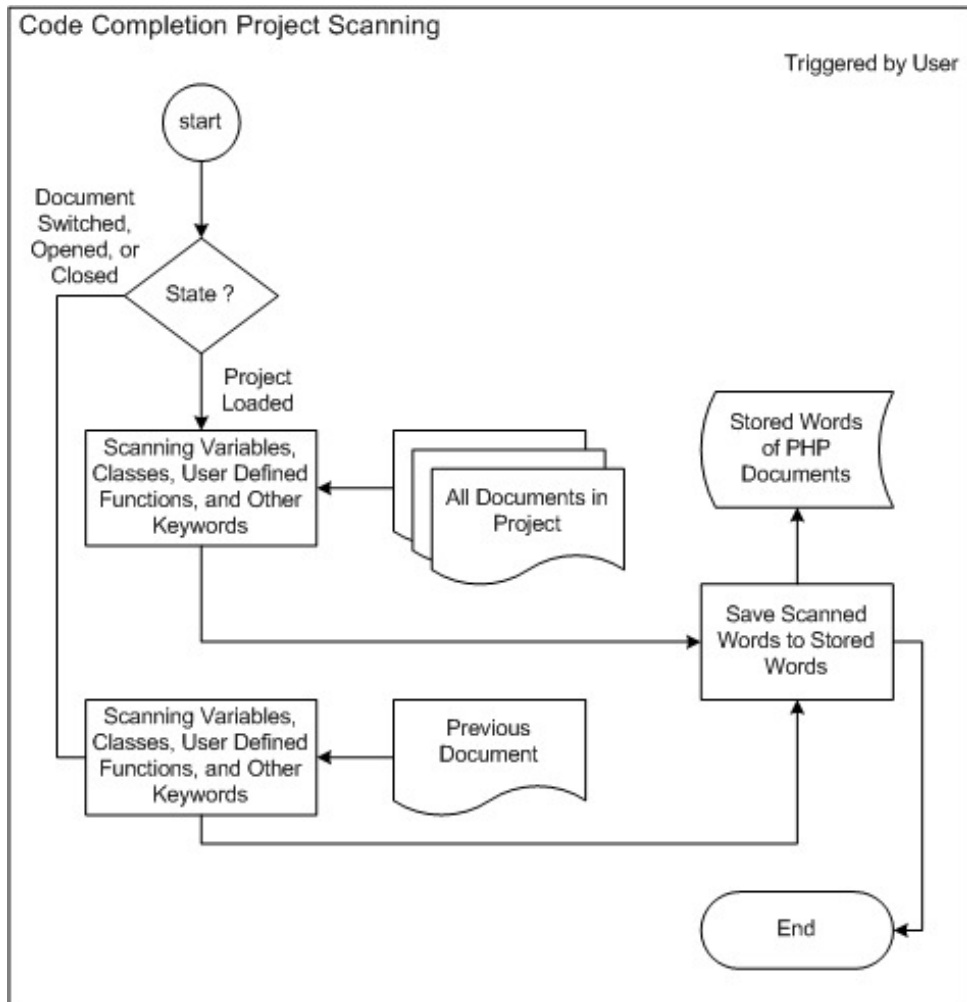 Code Completion Project Scanning
Triggered by User
start
Document
Switched,
Opened, or
Closed
State ?
Project
Loaded
Scanning Variables,
Classes, User Defined
Functions, and Other
Keywords
All Documents in
Project
Stored Words
of PHP
Documents
Save Scanned
Words to Stored
Words
Scanning Variables,
Classes, User Defined
Functions, and Other
Keywords
Previous
Document
End